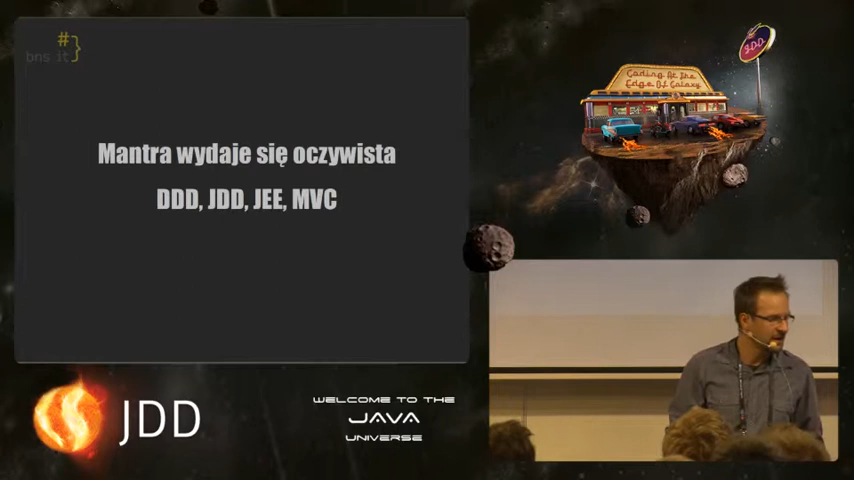 #
bns it}
Mantra wydaje się oczywista
DDD, JDD, JEE, MVC
Coding At The
Edge Of Galaxy
JDD
JDD
WELCOME TO THE
JAVA
UNIVERSE